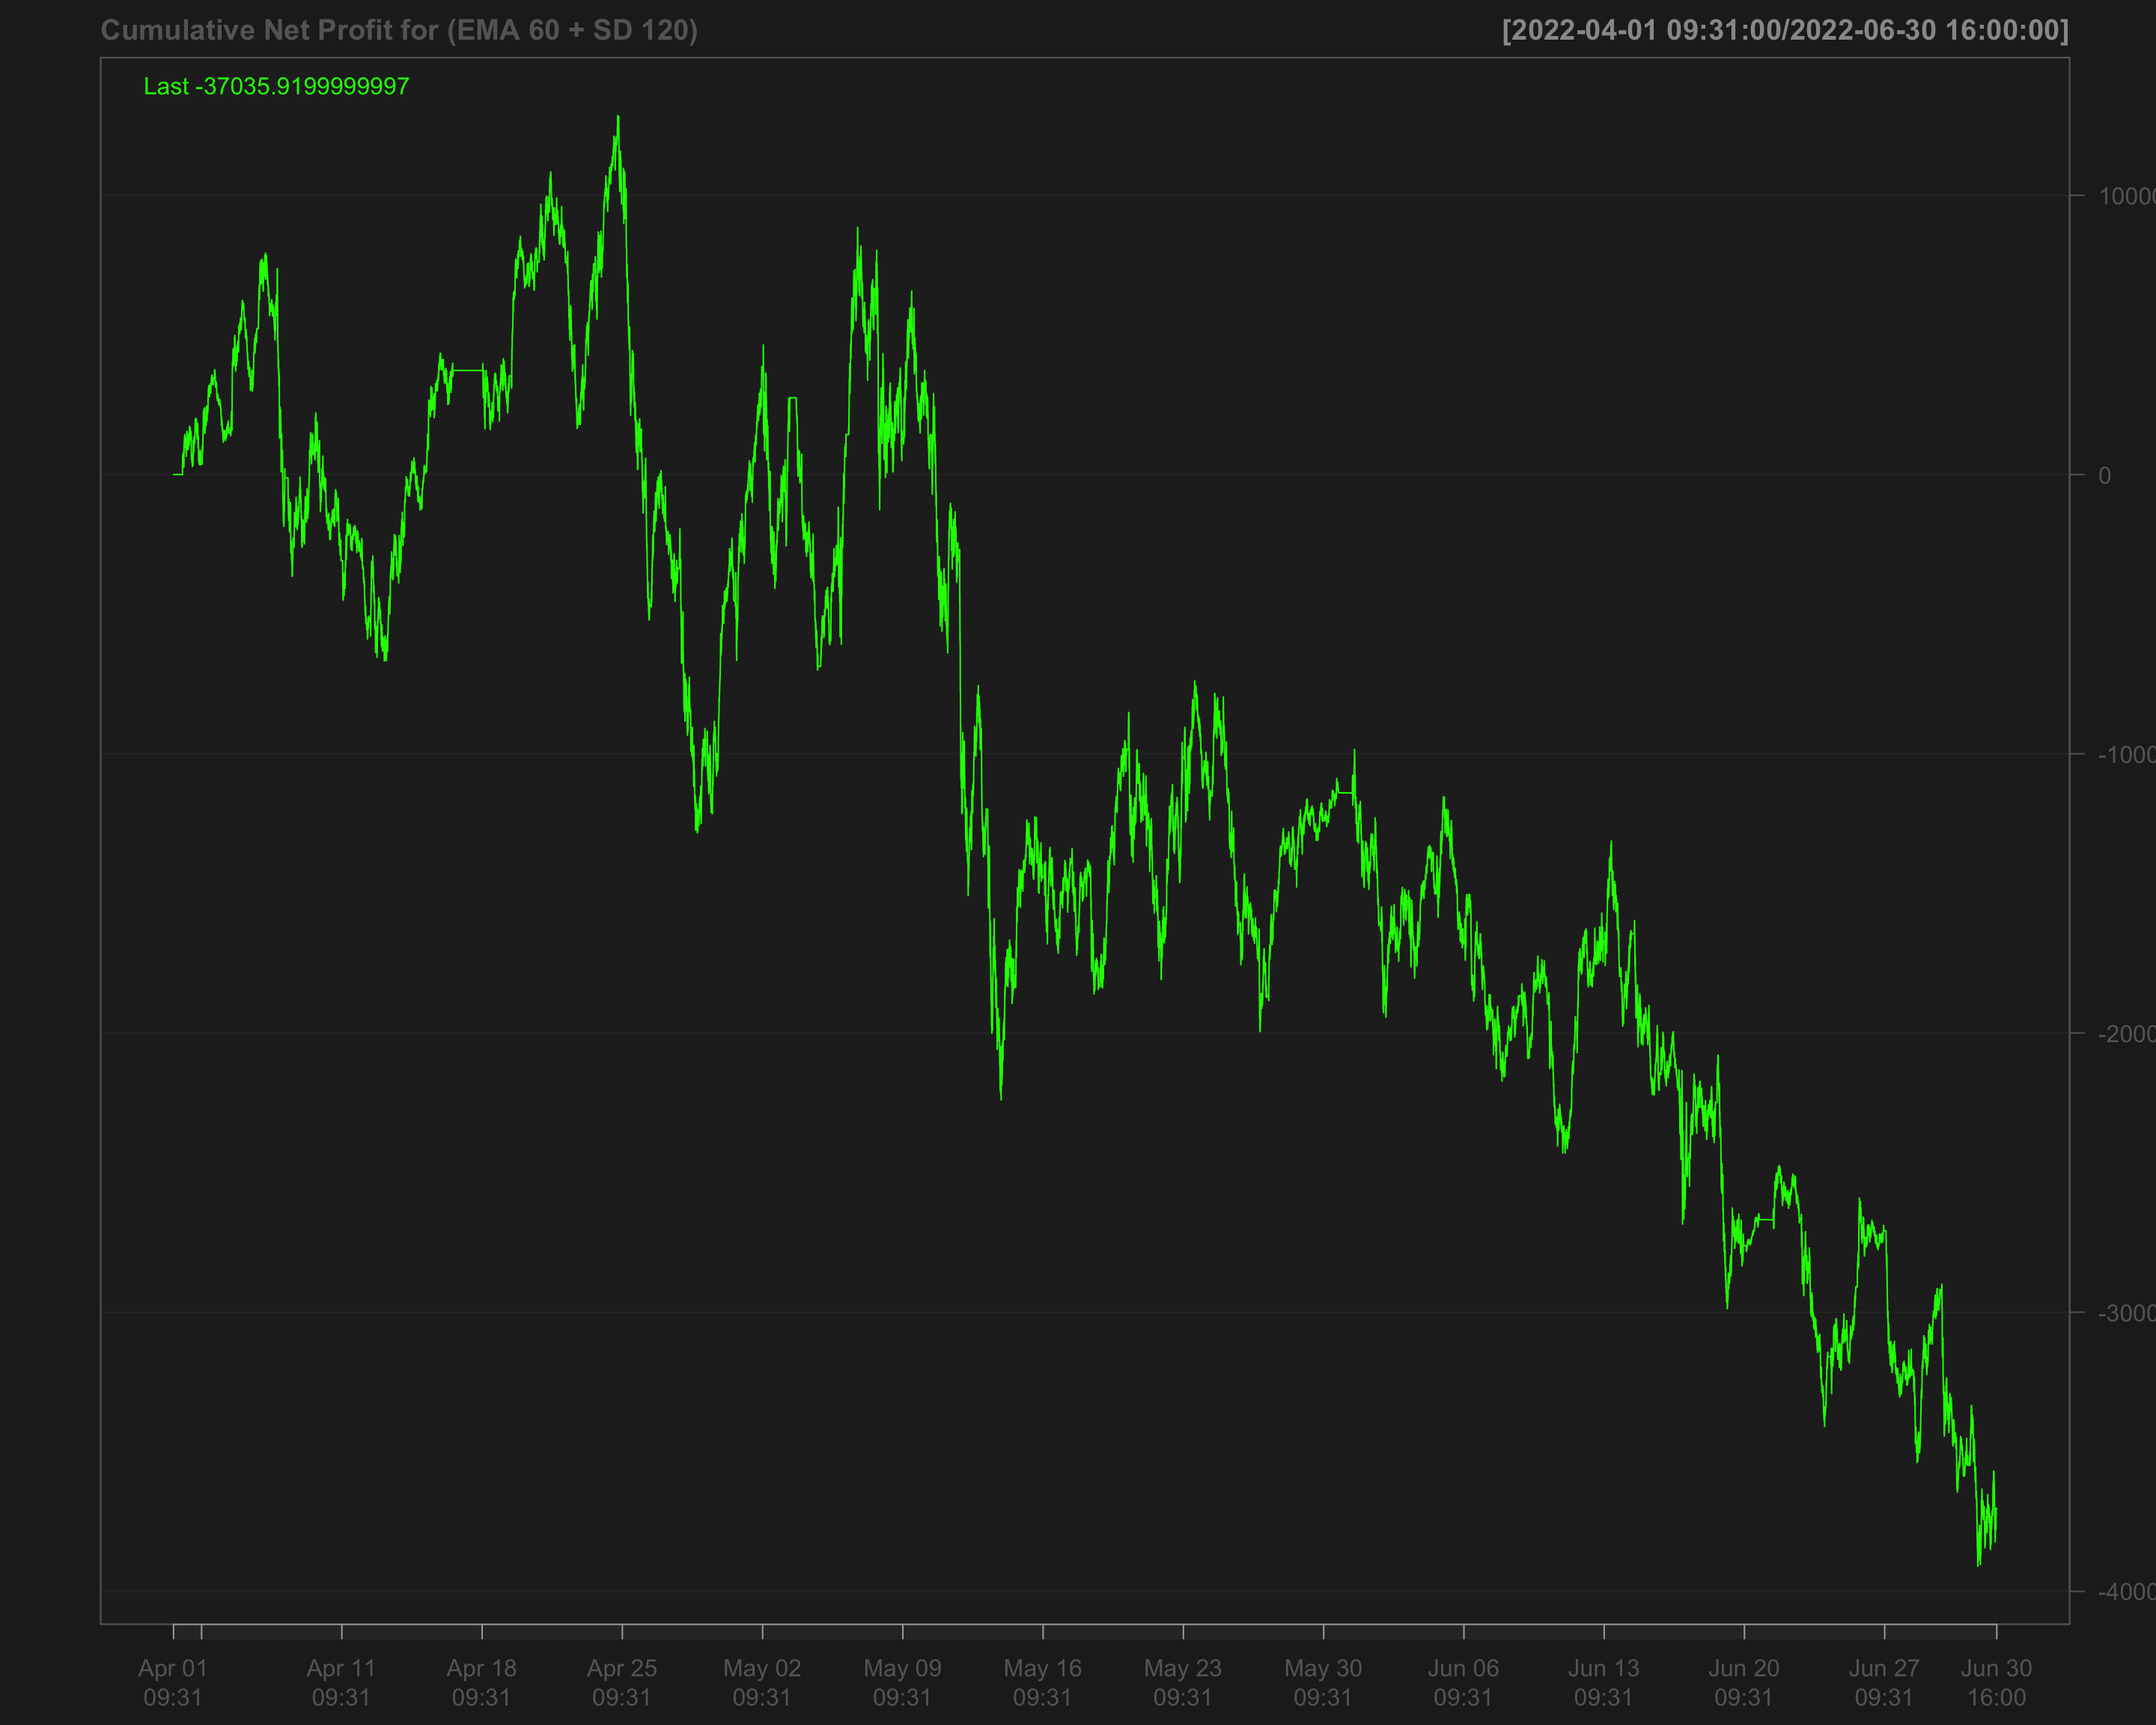 Cumulative Net Profit for (EMA 60 + SD 120)
[2022-04-01 09:31:00/2022-06-30 16:00:00]
Last -37035.9199999997
10000
0
-1000
-2000
-3000
-4000
Apr 01 Apr 11 Apr 18 Apr 25 May 02 May 09 May 16 May 23 May 30 Jun 06 Jun 13 Jun 20 Jun 27 Jun 30
09:31 09:31 09:31 09:31 09:31 09:31 09:31 09:31 09:31 09:31 09:31 09:31 09:31 16:00